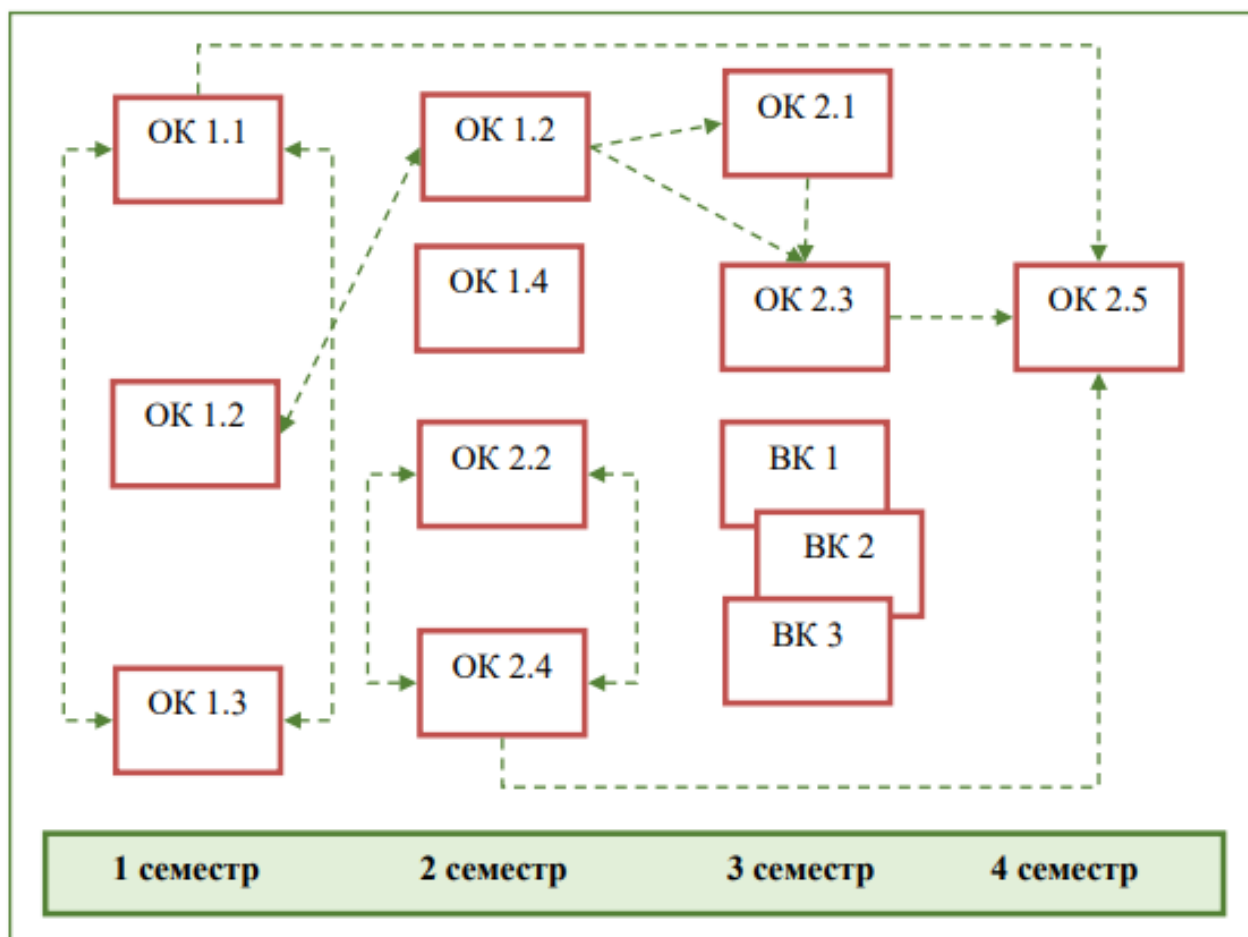 ОК 1.1
ОК 1.2
ОК 2.1
ОК 1.4
ОК 2.3
ОК 2.5
ОК 1.2
ОК 2.2
ВК 1
ВК 2
ОК 2.4
ВК 3
ОК 1.3
1 семестр 2 семестр 3 семестр 4 семестр